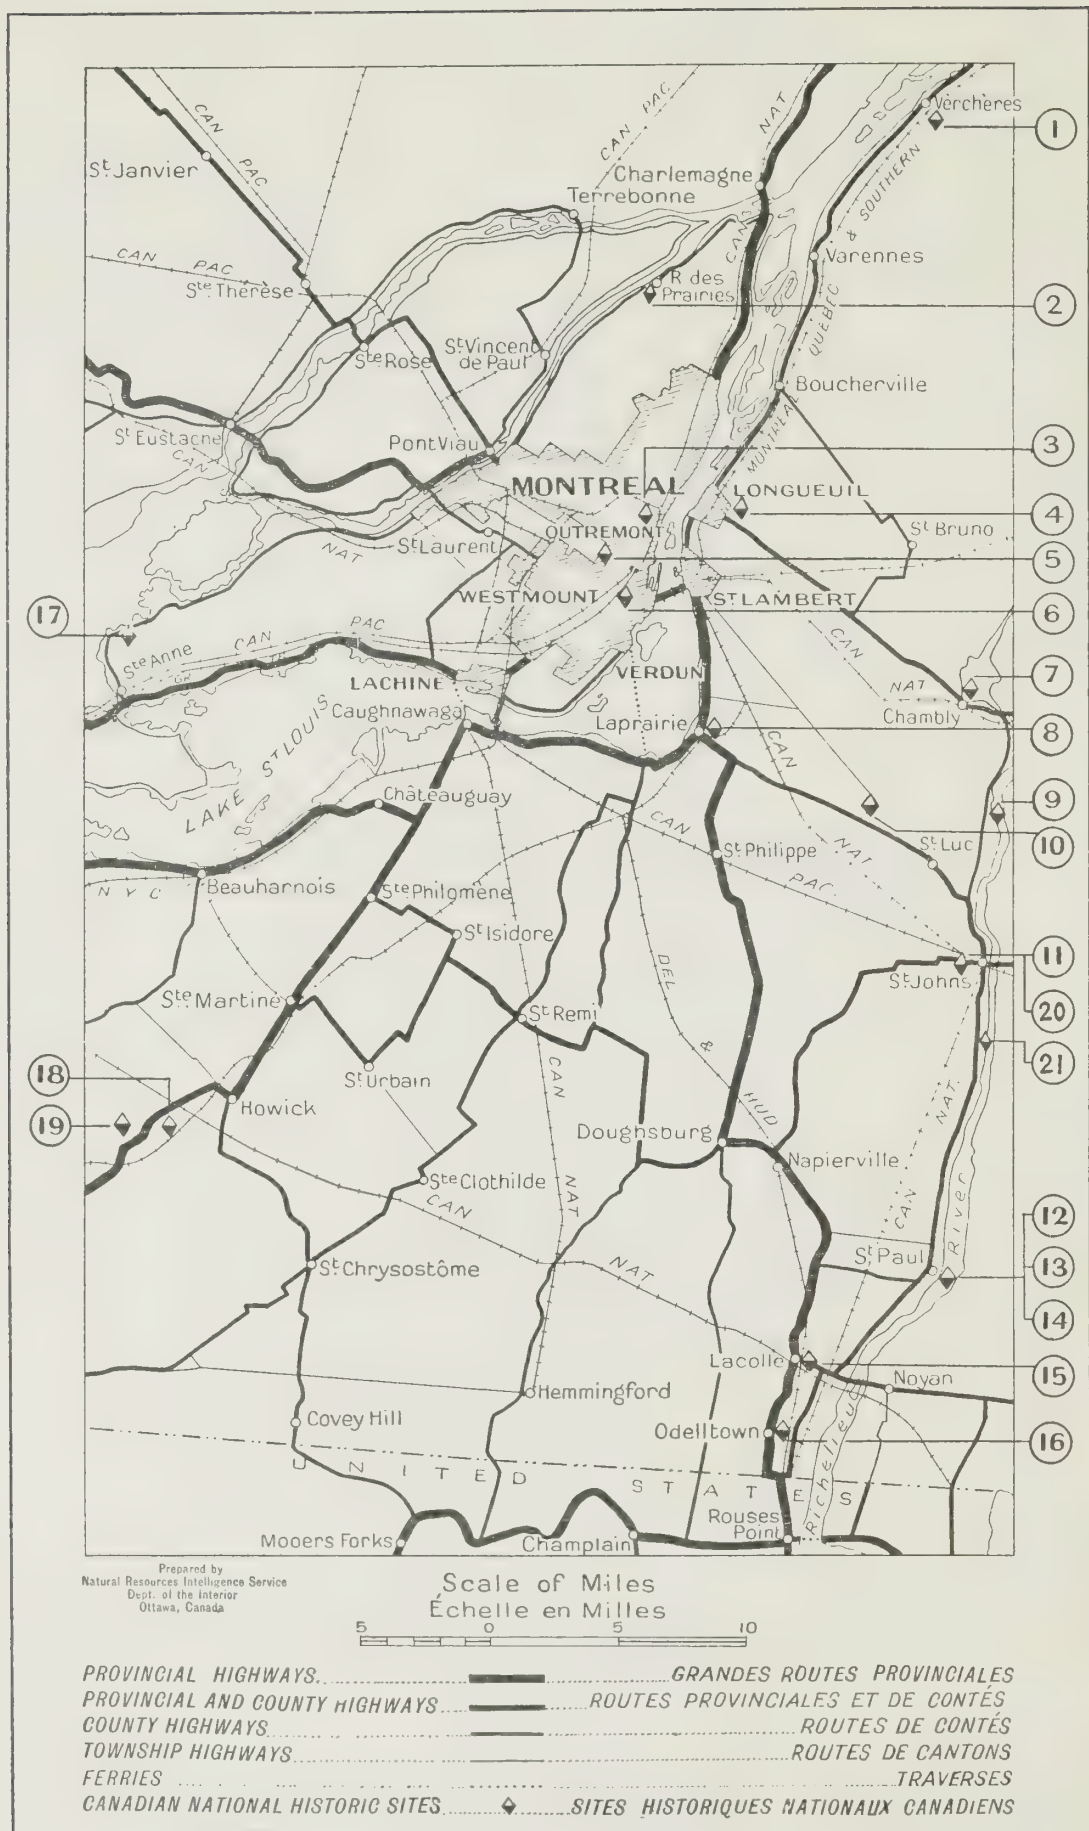 CAN PAC
CAN PAC
NAT
Verchères
1
St. Janvier
Charlemagne
Terrebonne
CAN
& SOUTHERN
CAN PAC
Ste. Thérèse
Varennes
R des
Prairies
2
QUEBEC
St. Vincent
de Paul
Ste Rose
Boucherville
MONTREAL
St Eustache
Pont Viau
3
CAN
MONTREAL
LONGUEUIL
4
NAT
St. Laurent
OUTREMONT
St Bruno
5
&
WESTMOUNT
ST. LAMBERT
6
17
CAN PAC
CAN
Ste Anne
GR
VERDUN
7
LACHINE
NAT
Chambly
Caughnawaga
Laprairie
8
CAN
LAKE ST LOUIS
Châteauguay
9
CAN
NAT
10
St. Luc
St. Philippe
NYC
Beauharnois
PAC
Ste Philomène
St Isidore
11
DEL
St. Johns
Ste Martine
20
St Remi
&
21
18
St. Urbain
CAN
19
Howick
HUD
NAT.
Doughsburg
Napierville
Ste Clothilde
NAT
CAN
CAN
River
12
NAT
St. Paul
13
St. Chrysostôme
14
Lacolle
15
Noyan
Hemmingford
Covey Hill
Odelltown
16
Richelieu
UNITED STATES
Rouses
Point
Mooers Forks
Champlain
Prepared by
Natural Resources Intelligence Service
Dept. of the Interior
Ottawa, Canada
Scale of Miles
Échelle en Milles
5 0 5 10
PROVINCIAL HIGHWAYS GRANDES ROUTES PROVINCIALES
PROVINCIAL AND COUNTY HIGHWAYS ROUTES PROVINCIALES ET DE CONTÉS
COUNTY HIGHWAYS ROUTES DE CONTÉS
TOWNSHIP HIGHWAYS ROUTES DE CANTONS
FERRIES TRAVERSES
CANADIAN NATIONAL HISTORIC SITES SITES HISTORIQUES NATIONAUX CANADIENS